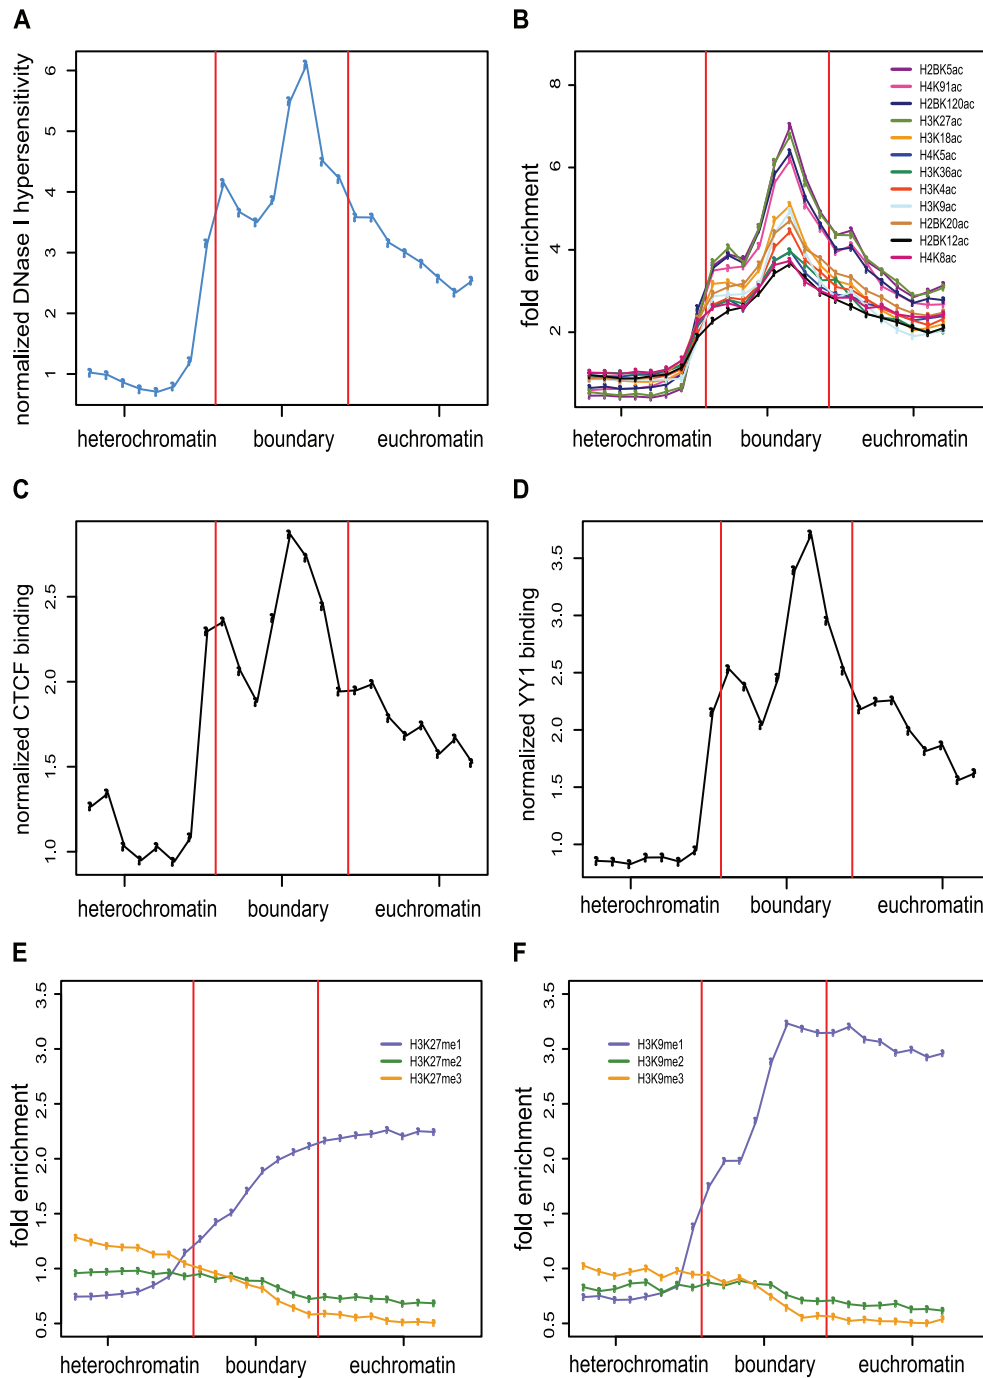 A
normalized DNase I hypersensitivity
6
5
4
3
2
1
heterochromatin
boundary
euchromatin
B
fold enrichment
8
6
4
2
H2BK5ac
H4K91ac
H2BK120ac
H3K27ac
H3K18ac
H4K5ac
H3K36ac
H3K4ac
H3K9ac
H2BK20ac
H2BK12ac
H4K8ac
heterochromatin
boundary
euchromatin
C
normalized CTCF binding
2.5
2.0
1.5
1.0
heterochromatin
boundary
euchromatin
D
normalized YY1 binding
3.5
3.0
2.5
2.0
1.5
1.0
heterochromatin
boundary
euchromatin
E
fold enrichment
3.5
3.0
2.5
2.0
1.5
1.0
0.5
H3K27me1
H3K27me2
H3K27me3
heterochromatin
boundary
euchromatin
F
fold enrichment
3.5
3.0
2.5
2.0
1.5
1.0
0.5
H3K9me1
H3K9me2
H3K9me3
heterochromatin
boundary
euchromatin